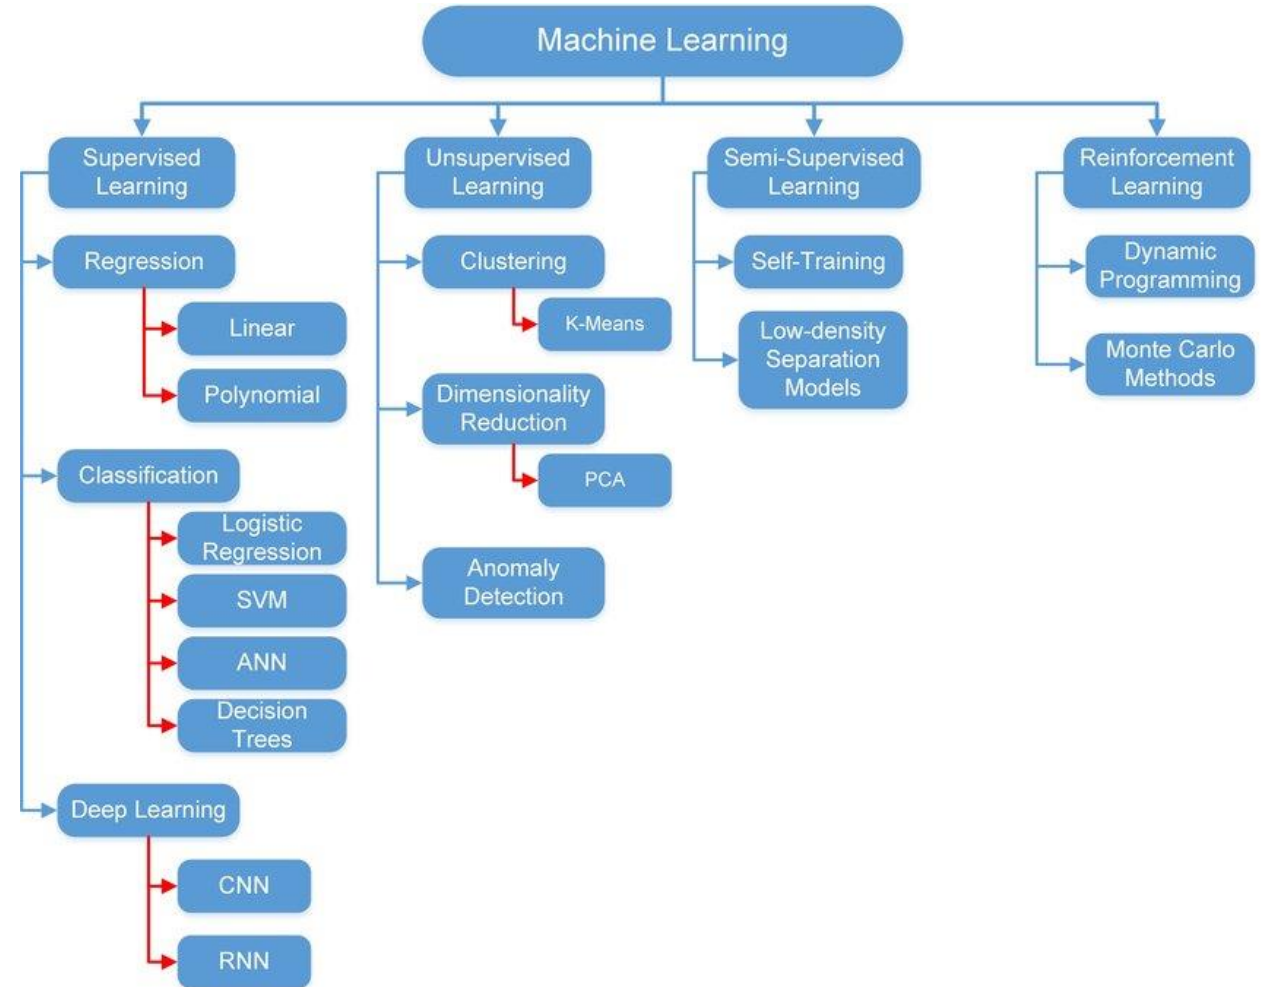 Machine Learning
Supervised
Learning
Regression
Linear
Polynomial
Classification
Logistic
Regression
SVM
ANN
Decision
Trees
Deep Learning
CNN
RNN
Unsupervised
Learning
Clustering
K-Means
Dimensionality
Reduction
PCA
Anomaly
Detection
Semi-Supervised
Learning
Self-Training
Low-density
Separation
Models
Reinforcement
Learning
Dynamic
Programming
Monte Carlo
Methods